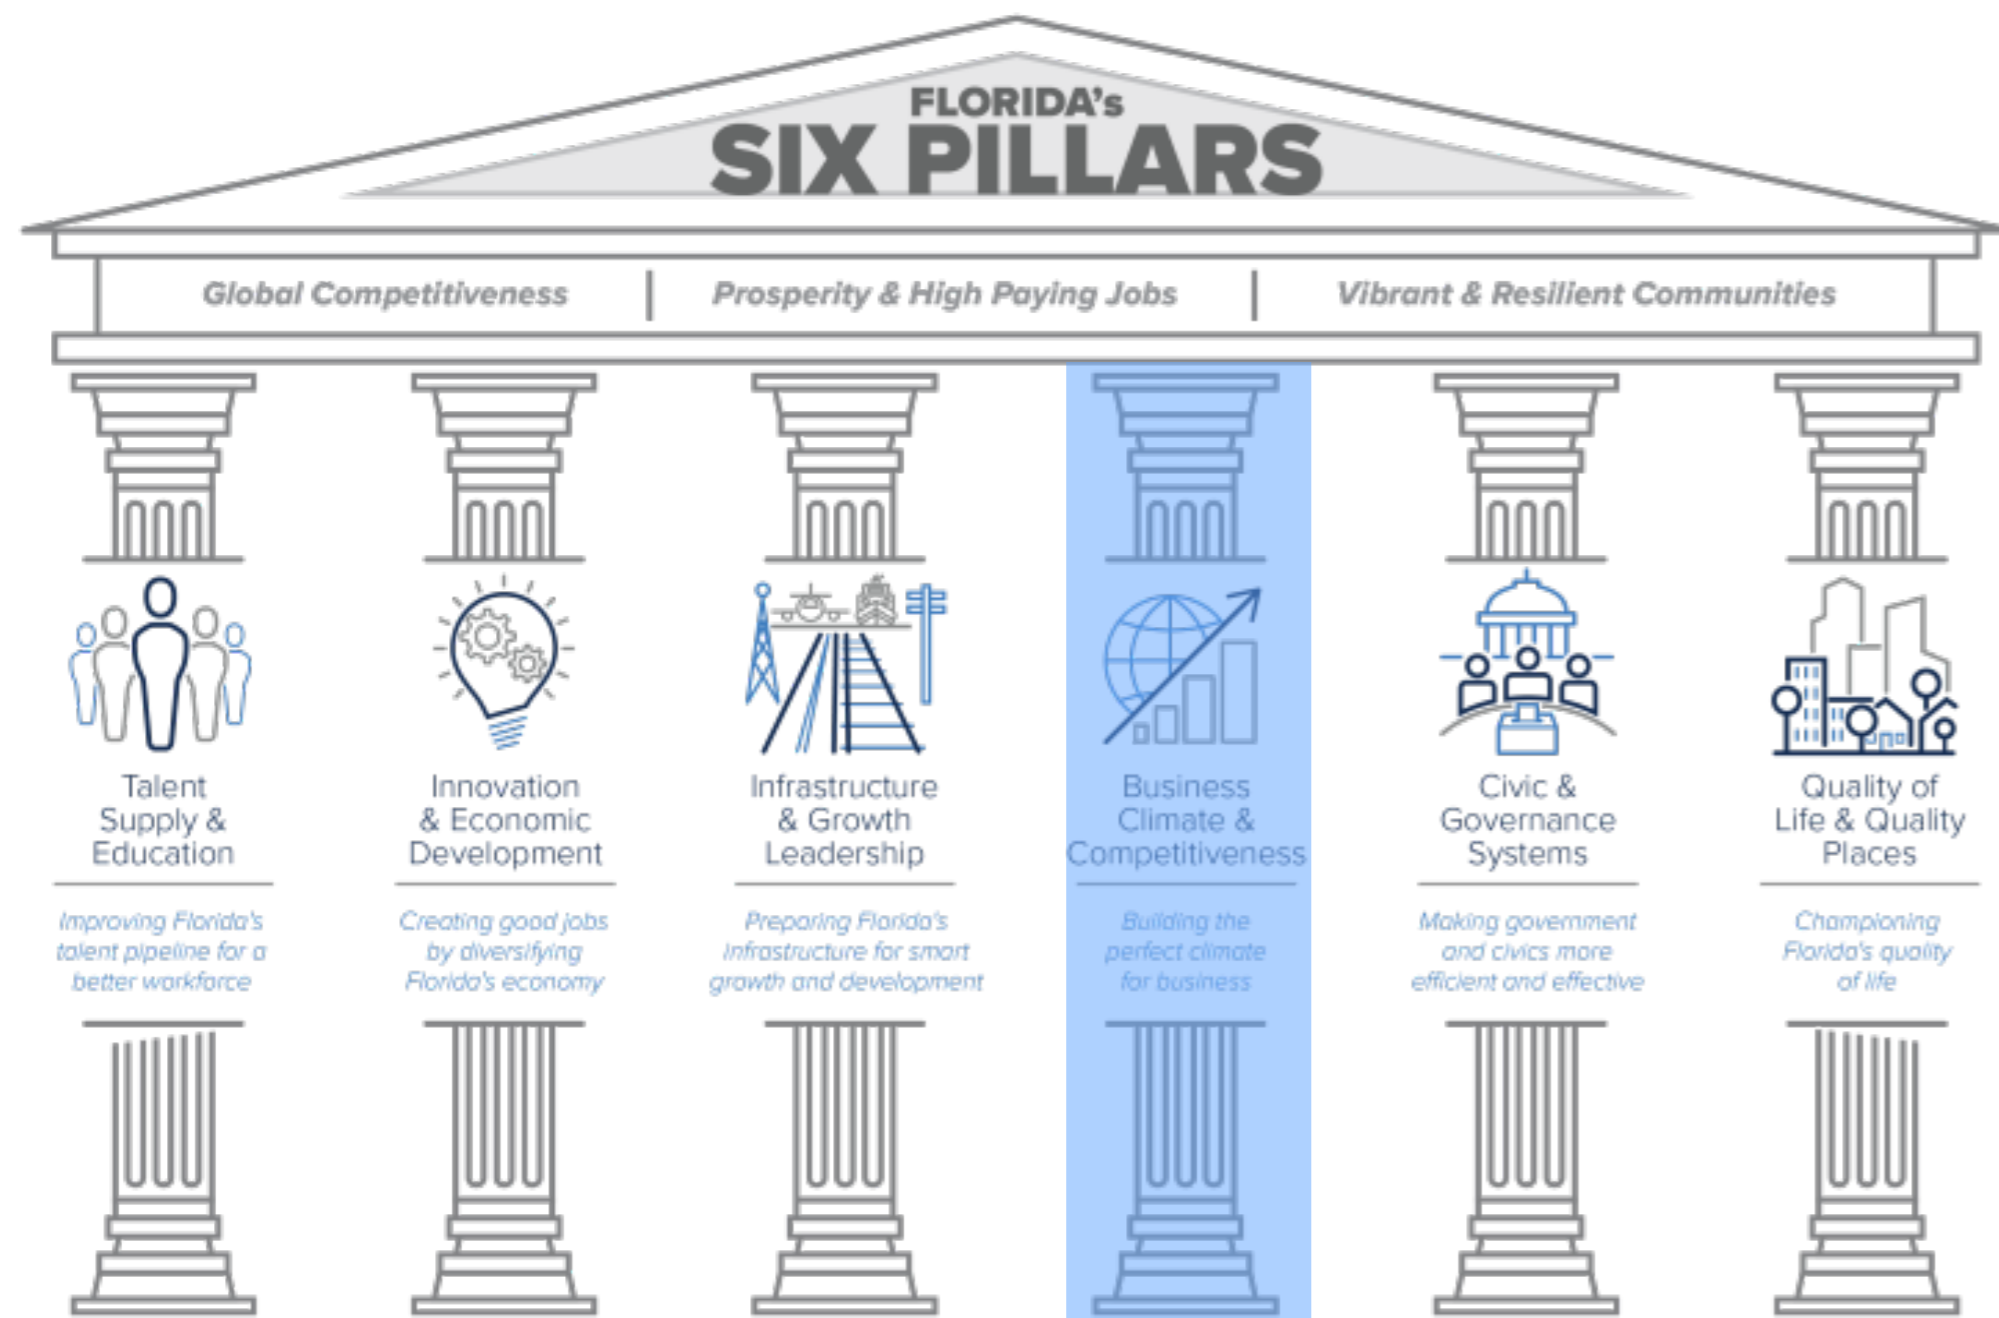 FLORIDA's
SIX PILLARS
Global Competitiveness | Prosperity & High Paying Jobs | Vibrant & Resilient Communities
Talent
Supply &
Education
Improving Florida's
talent pipeline for a
better workforce
Innovation
& Economic
Development
Creating good jobs
by diversifying
Florida's economy
Infrastructure
& Growth
Leadership
Preparing Florida's
infrastructure for smart
growth and development
Business
Climate &
Competitiveness
Building the
perfect climate
for business
Civic &
Governance
Systems
Making government
and civics more
efficient and effective
Quality of
Life & Quality
Places
Championing
Florida's quality
of life